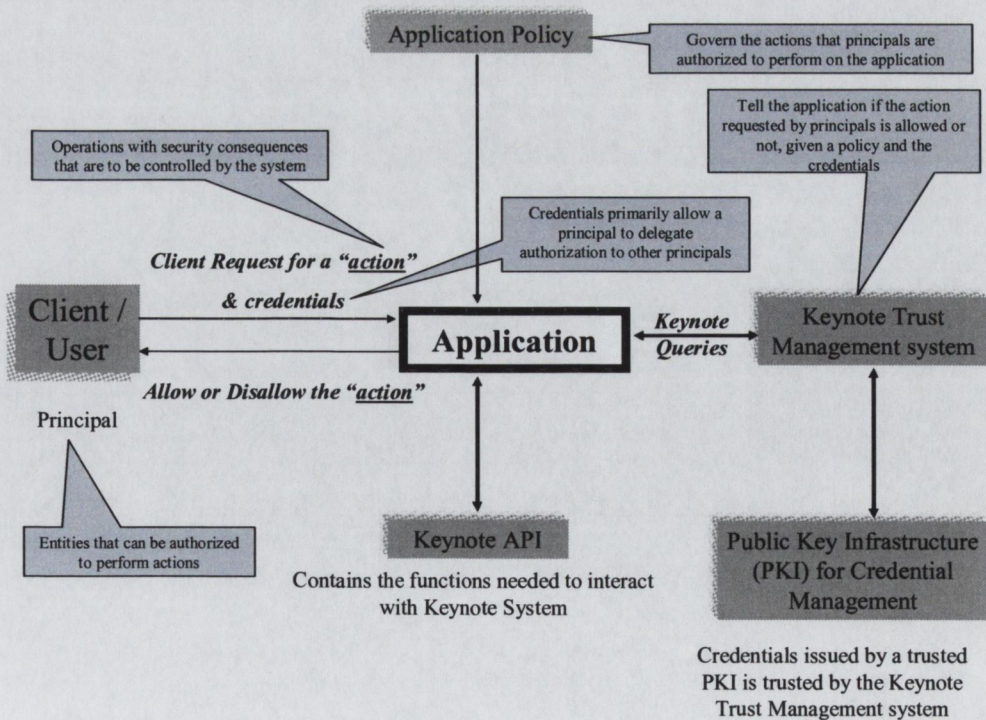 Application Policy
Govern the actions that principals are
authorized to perform on the application
Tell the application if the action
requested by principals is allowed or
not, given a policy and the
credentials
Operations with security consequences
that are to be controlled by the system
Credentials primarily allow a
principal to delegate
authorization to other principals
Client Request for a “action”
& credentials
Client /
User
Application
Keynote
Queries
Keynote Trust
Management system
Allow or Disallow the “action”
Principal
Entities that can be authorized
to perform actions
Keynote API
Contains the functions needed to interact
with Keynote System
Public Key Infrastructure
(PKI) for Credential
Management
Credentials issued by a trusted
PKI is trusted by the Keynote
Trust Management system